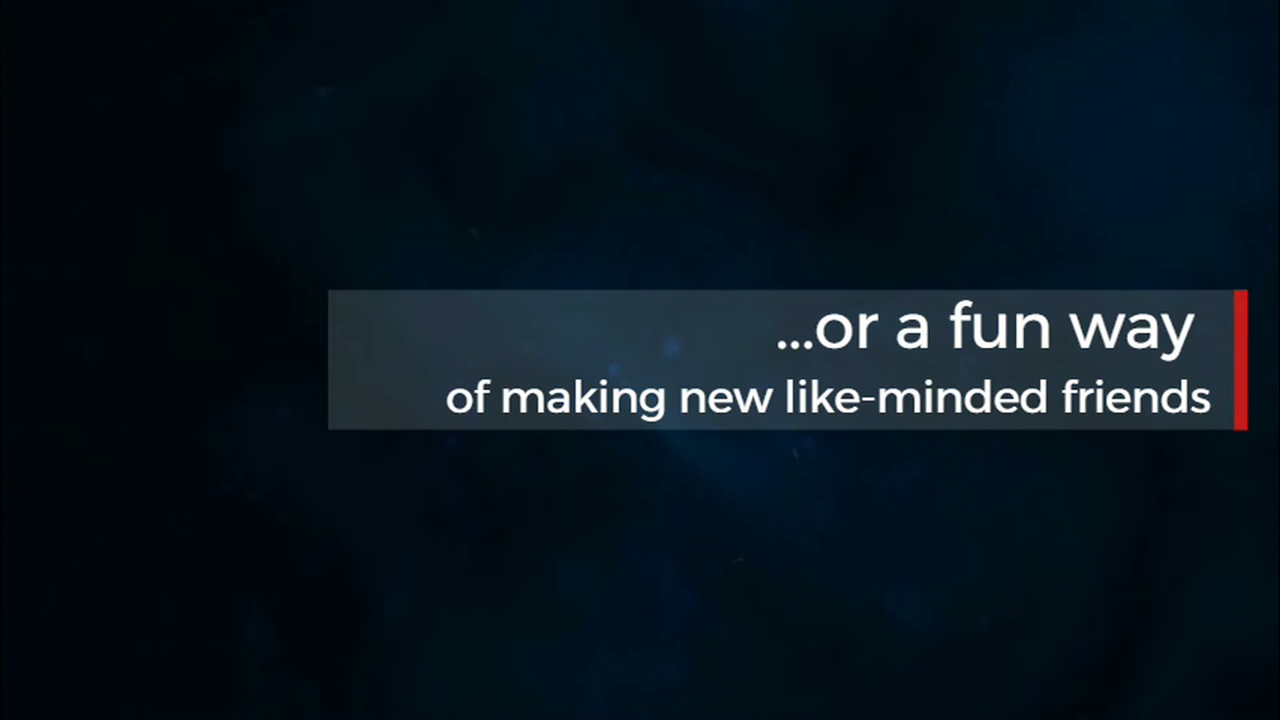 ...or a fun way
of making new like-minded friends